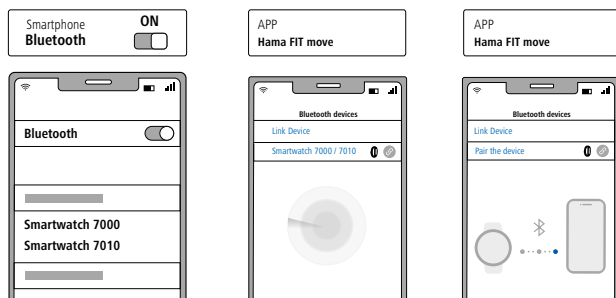 Smartphone
Bluetooth
ON
Bluetooth
Smartwatch 7000
Smartwatch 7010
APP
Hama FIT move
Bluetooth devices
Link Device
Smartwatch 7000 / 7010
APP
Hama FIT move
Bluetooth devices
Link Device
Pair the device